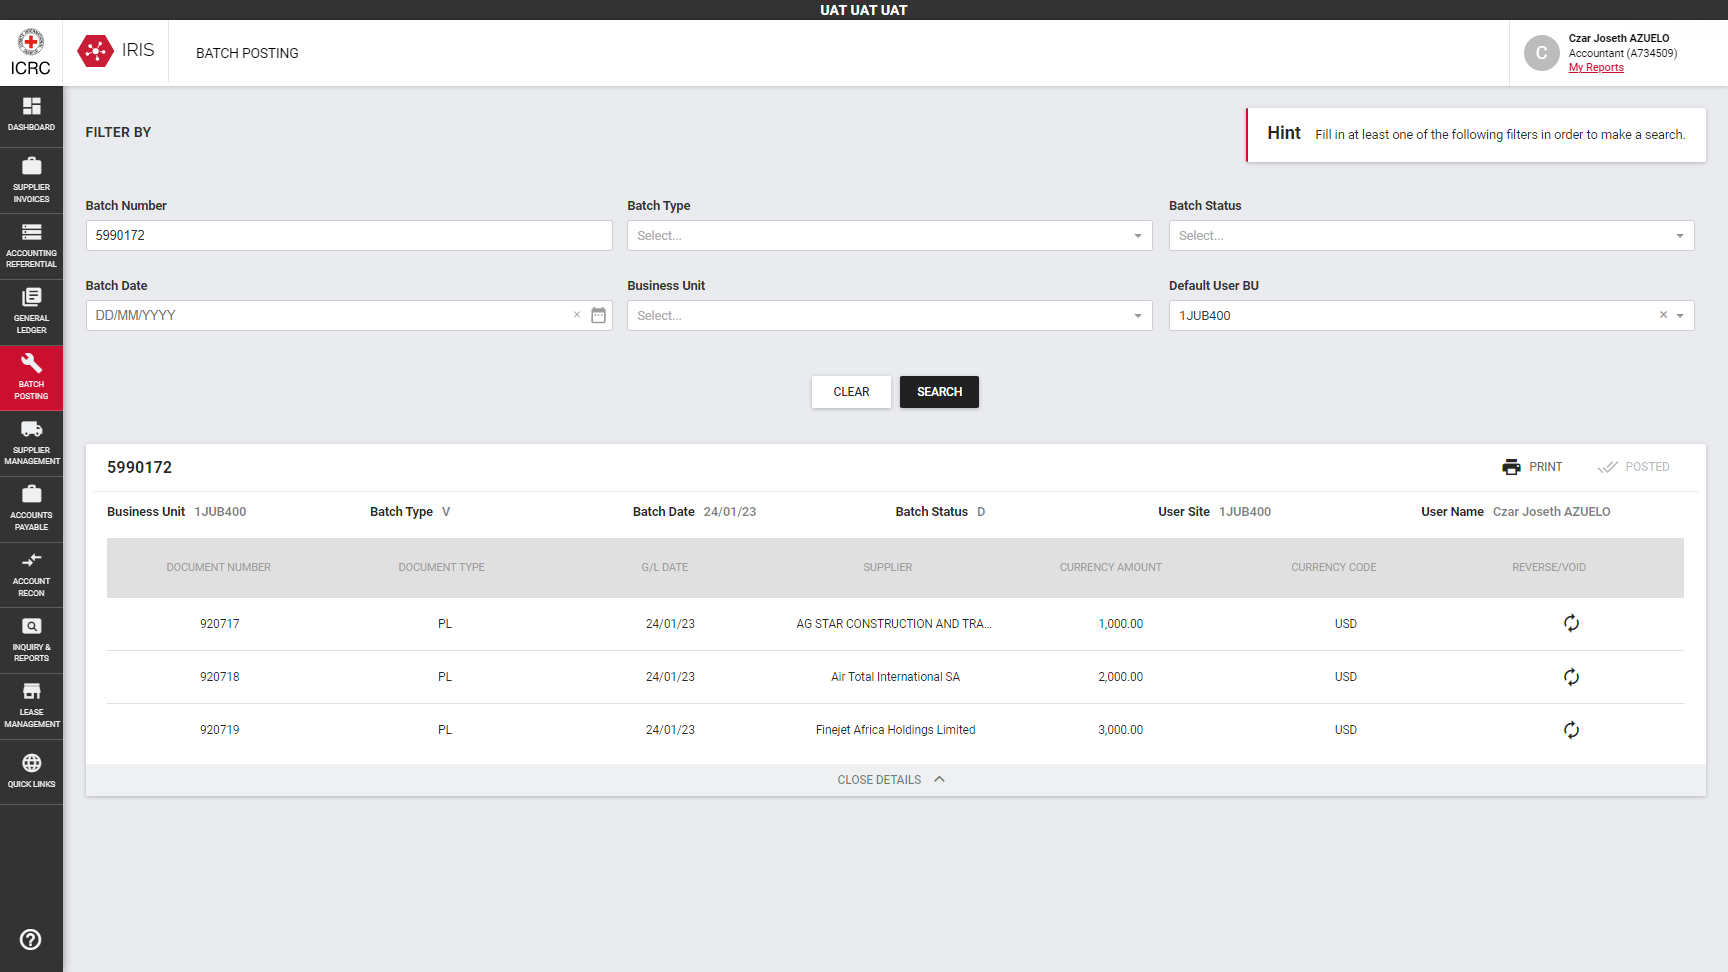 UAT UAT UAT
ICRC
IRIS
BATCH POSTING
C
Czar Joseth AZUELO
Accountant (A734509)
My Reports
DASHBOARD
SUPPLIER
INVOICES
ACCOUNTING
REFERENTIAL
GENERAL
LEDGER
BATCH
POSTING
SUPPLIER
MANAGEMENT
ACCOUNTS
PAYABLE
ACCOUNT
RECON
INQUIRY &
REPORTS
LEASE
MANAGEMENT
QUICK LINKS
FILTER BY
Hint Fill in at least one of the following filters in order to make a search.
Batch Number Batch Type Batch Status
5990172 Select... Select...
Batch Date Business Unit Default User BU
DD/MM/YYYY × Select... 1JUB400 ×
CLEAR SEARCH
5990172 PRINT POSTED
Business Unit 1JUB400 Batch Type V Batch Date 24/01/23 Batch Status D User Site 1JUB400 User Name Czar Joseth AZUELO
DOCUMENT NUMBER DOCUMENT TYPE G/L DATE SUPPLIER CURRENCY AMOUNT CURRENCY CODE REVERSE/VOID
920717 PL 24/01/23 AG STAR CONSTRUCTION AND TRA... 1,000.00 USD
920718 PL 24/01/23 Air Total International SA 2,000.00 USD
920719 PL 24/01/23 Finejet Africa Holdings Limited 3,000.00 USD
CLOSE DETAILS